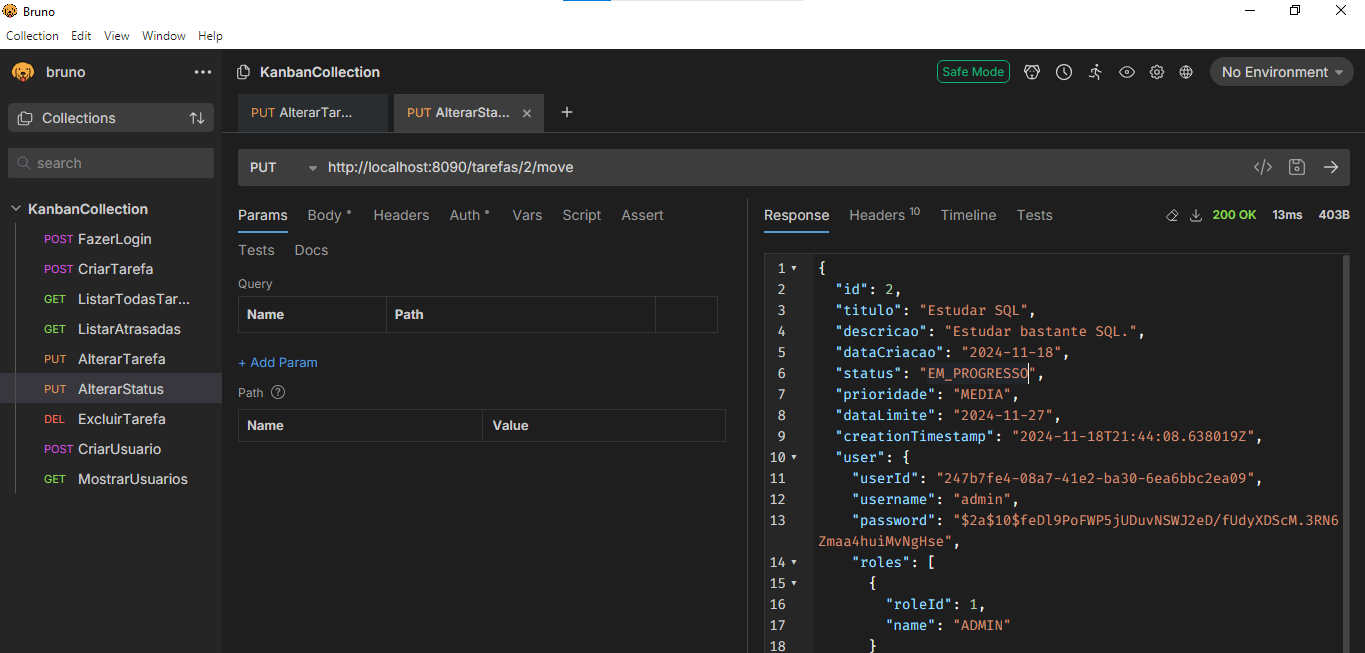 Bruno
Collection Edit View Window Help
bruno
KanbanCollection
Safe Mode
No Environment
Collections
PUT AlterarTar...
PUT AlterarSta...
search
PUT http://localhost:8090/tarefas/2/move
KanbanCollection
POST FazerLogin
POST CriarTarefa
GET ListarTodasTar...
GET ListarAtrasadas
PUT AlterarTarefa
PUT AlterarStatus
DEL ExcluirTarefa
POST CriarUsuario
GET MostrarUsuarios
Params Body Headers Auth Vars Script Assert
Tests Docs
Query
Name Path
+ Add Param
Path ?
Name Value
Response Headers 10 Timeline Tests
200 OK 13ms 403B
1 {
2 "id": 2,
3 "titulo": "Estudar SQL",
4 "descricao": "Estudar bastante SQL.",
5 "dataCriacao": "2024-11-18",
6 "status": "EM_PROGRESSO",
7 "prioridade": "MEDIA",
8 "dataLimite": "2024-11-27",
9 "creationTimestamp": "2024-11-18T21:44:08.638019Z",
10 "user": {
11 "userId": "247b7fe4-08a7-41e2-ba30-6ea6bbc2ea09",
12 "username": "admin",
13 "password": "$2a$10$feDl9PoFWP5jUDuvNSWJ2eD/fUdyXDScM.3RN6
Zmaa4huiMvNgHse",
14 "roles": [
15 {
16 "roleId": 1,
17 "name": "ADMIN"
18 }